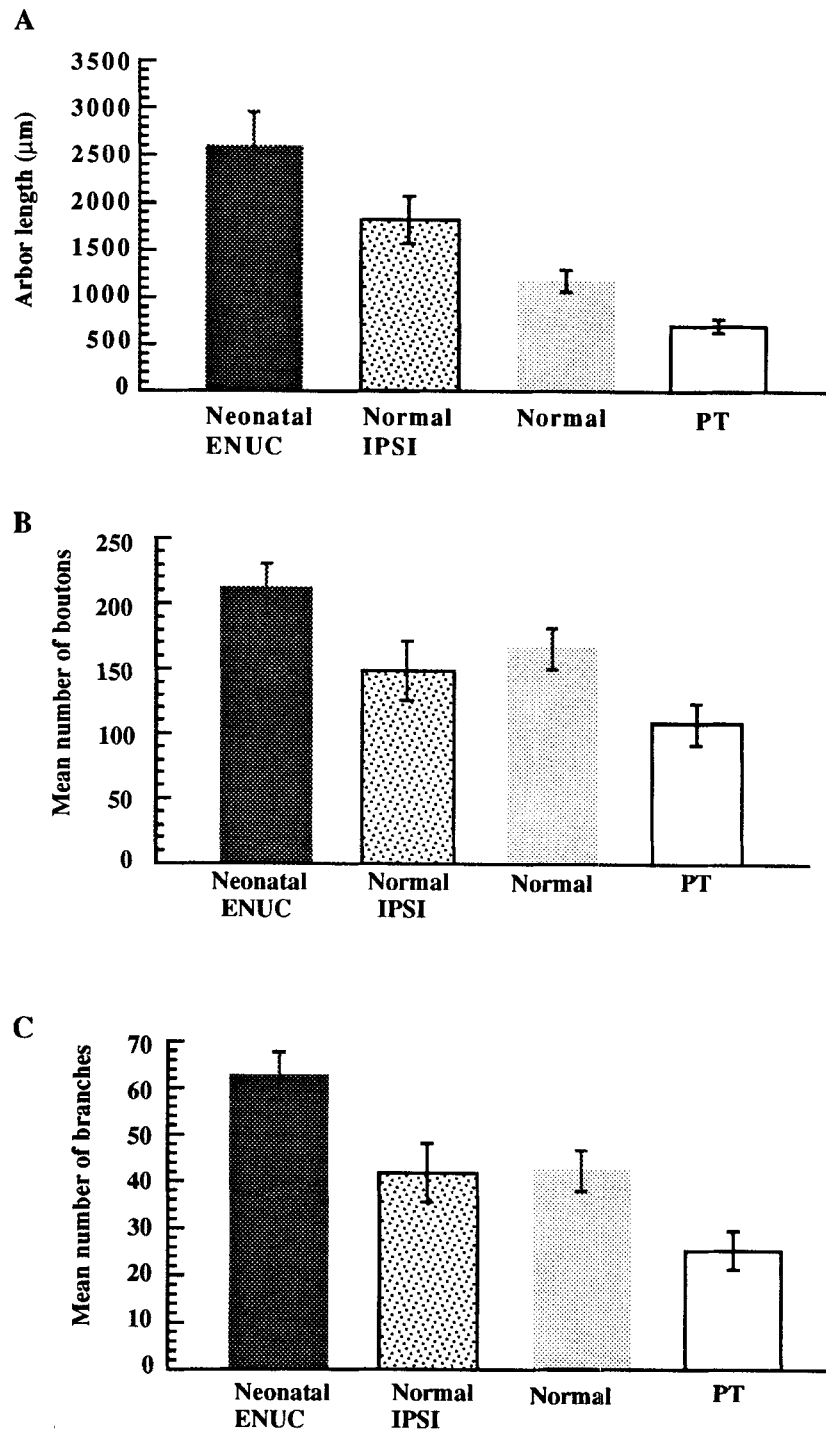 A
Arbor length (µm)
3500
3000
2500
2000
1500
1000
500
0
Neonatal Normal Normal PT
ENUC IPSI
B
Mean number of boutons
250
200
150
100
50
0
Neonatal Normal Normal PT
ENUC IPSI
C
Mean number of branches
70
60
50
40
30
20
10
0
Neonatal Normal Normal PT
ENUC IPSI